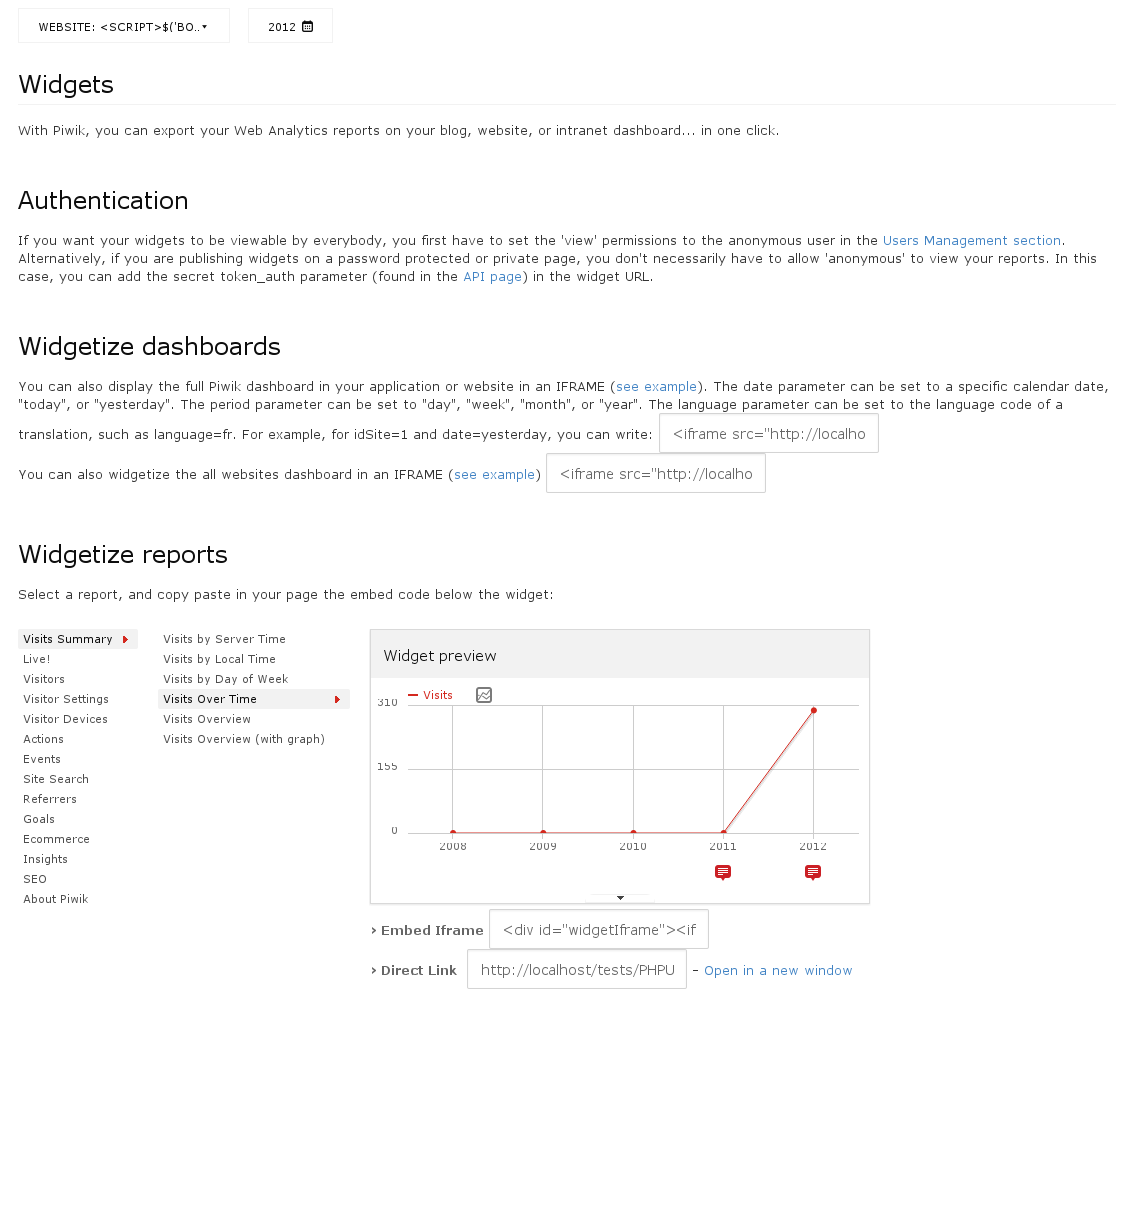 WEBSITE: <SCRIPT>$('BO..
2012
Widgets
With Piwik, you can export your Web Analytics reports on your blog, website, or intranet dashboard... in one click.
Authentication
If you want your widgets to be viewable by everybody, you first have to set the 'view' permissions to the anonymous user in the Users Management section.
Alternatively, if you are publishing widgets on a password protected or private page, you don't necessarily have to allow 'anonymous' to view your reports. In this
case, you can add the secret token_auth parameter (found in the API page) in the widget URL.
Widgetize dashboards
You can also display the full Piwik dashboard in your application or website in an IFRAME (see example). The date parameter can be set to a specific calendar date,
"today", or "yesterday". The period parameter can be set to "day", "week", "month", or "year". The language parameter can be set to the language code of a
translation, such as language=fr. For example, for idSite=1 and date=yesterday, you can write: <iframe src="http://localho
You can also widgetize the all websites dashboard in an IFRAME (see example) <iframe src="http://localho
Widgetize reports
Select a report, and copy paste in your page the embed code below the widget:
Visits Summary
Live!
Visitors
Visitor Settings
Visitor Devices
Actions
Events
Site Search
Referrers
Goals
Ecommerce
Insights
SEO
About Piwik
Visits by Server Time
Visits by Local Time
Visits by Day of Week
Visits Over Time
Visits Overview
Visits Overview (with graph)
Widget preview
Visits
310
155
0
2008 2009 2010 2011 2012
› Embed Iframe <div id="widgetIframe"><if
› Direct Link http://localhost/tests/PHPU - Open in a new window